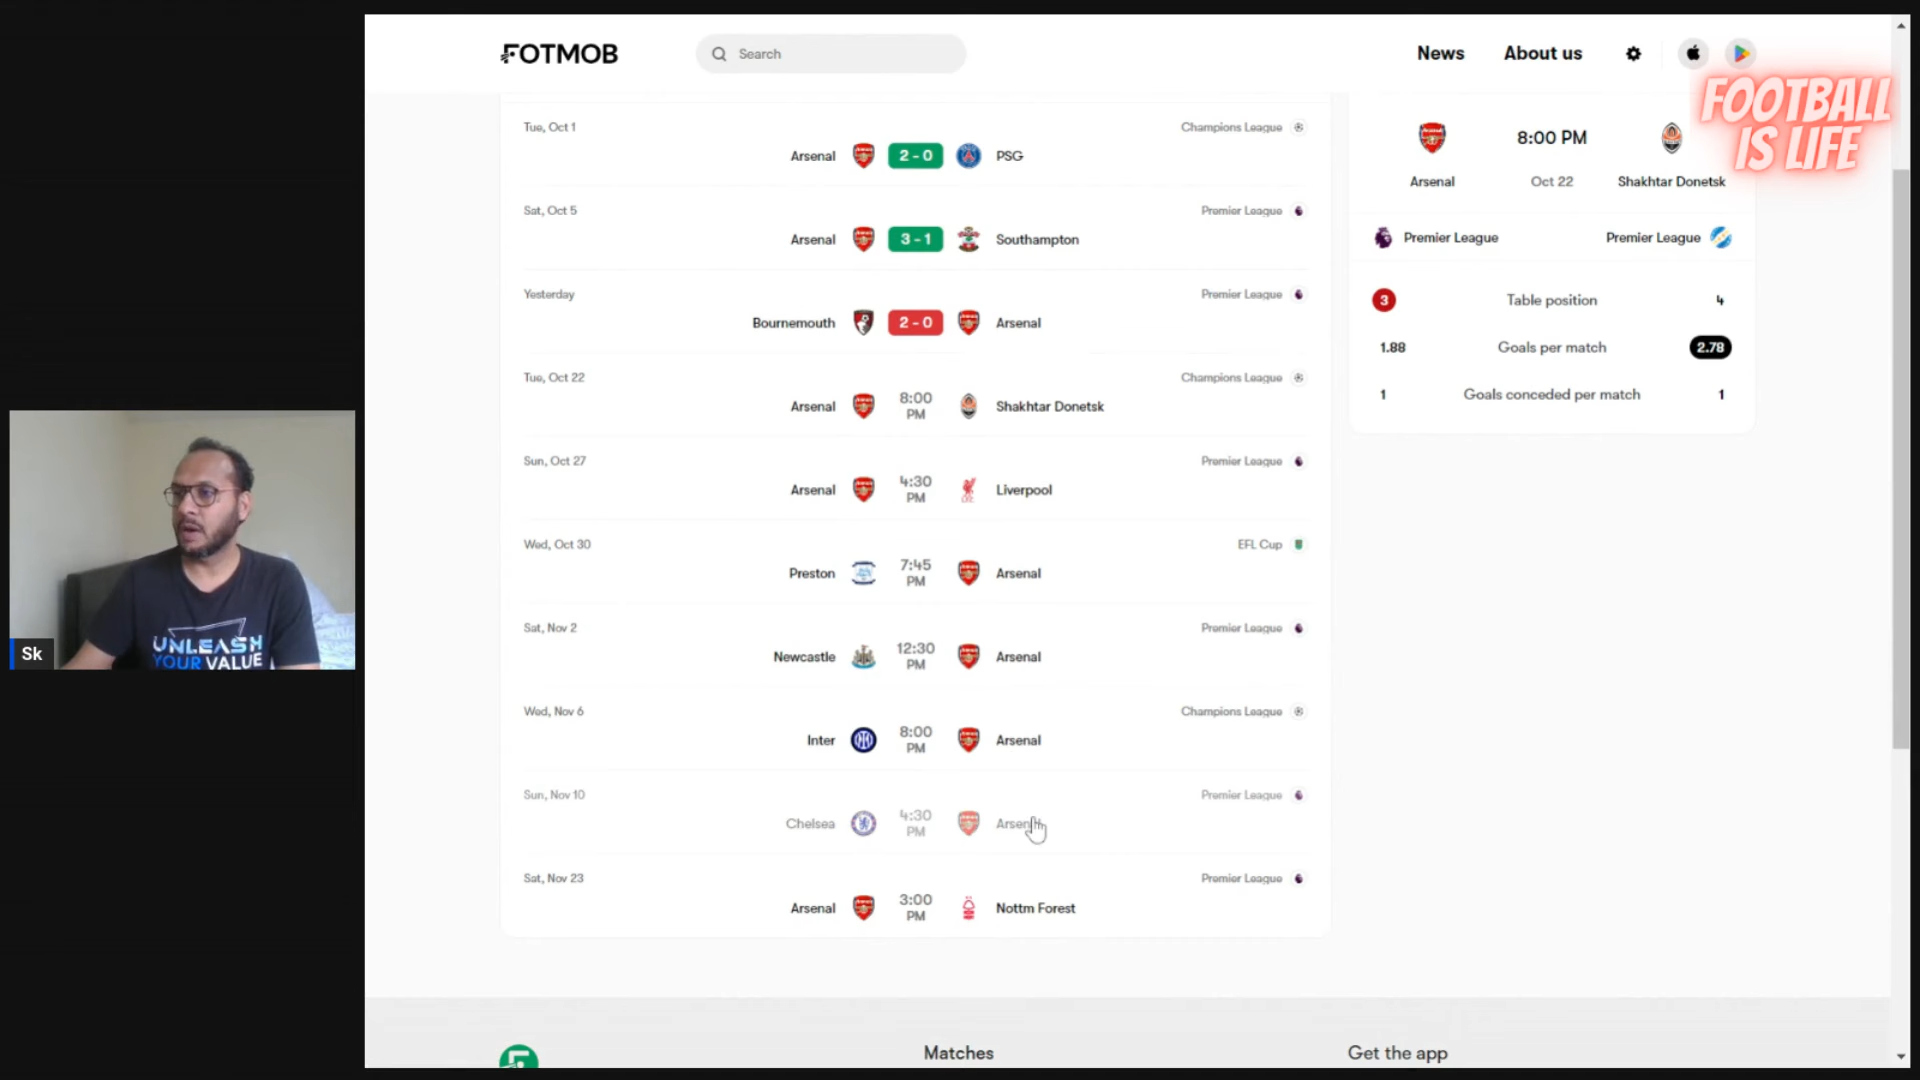 FOTMOB
Search
News
About us
FOOTBALL
IS LIFE
Tue, Oct 1
Champions League
Arsenal
2 - 0
PSG
Sat, Oct 5
Premier League
Arsenal
3 - 1
Southampton
Yesterday
Premier League
Bournemouth
2 - 0
Arsenal
Tue, Oct 22
Champions League
Arsenal
8:00
PM
Shakhtar Donetsk
Sun, Oct 27
Premier League
Arsenal
4:30
PM
Liverpool
Wed, Oct 30
EFL Cup
Preston
7:45
PM
Arsenal
Sat, Nov 2
Premier League
Newcastle
12:30
PM
Arsenal
Wed, Nov 6
Champions League
Inter
8:00
PM
Arsenal
Sun, Nov 10
Premier League
Chelsea
4:30
PM
Arsenal
Sat, Nov 23
Premier League
Arsenal
3:00
PM
Nottm Forest
8:00 PM
Arsenal
Oct 22
Shakhtar Donetsk
Premier League
Premier League
3
Table position
4
1.88
Goals per match
2.78
1
Goals conceded per match
1
UNLEASH
YOUR VALUE
Sk
Matches
Get the app